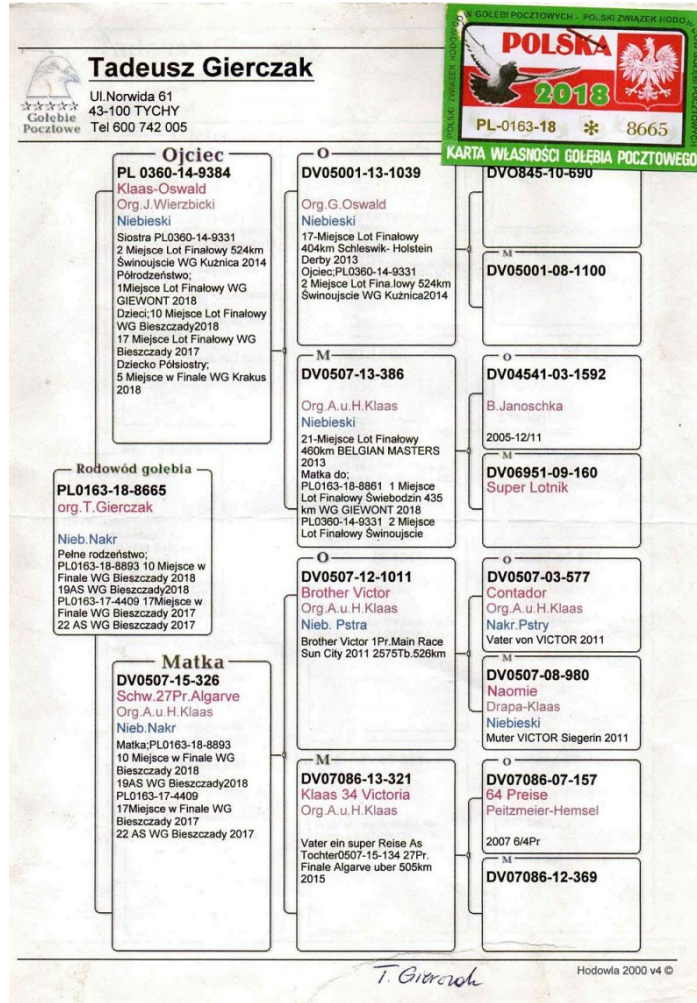 Tadeusz Gierczak
Ul.Norwida 61
43-100 TYCHY
Tel 600 742 005
Gołębie
Pocztowe
POLSKI ZWIĄZEK HODO
N GOŁĘBI POCZTOWYCH - POLSKI ZWIĄZEK HODO
POLSKA
2018
PL-0163-18 * 8665
KARTA WŁASNOŚCI GOŁĘBIA POCZTOWEGO
Rodowód gołębia
PL0163-18-8665
org.T.Gierczak
Nieb.Nakr
Pełne rodzeństwo;
PL0163-18-8893 10 Miejsce w
Finale WG Bieszczady 2018
19AS WG Bieszczady2018
PL0163-17-4409 17Miejsce w
Finale WG Bieszczady 2017
22 AS WG Bieszczady 2017
Ojciec
PL 0360-14-9384
Klaas-Oswald
Org.J.Wierzbicki
Niebieski
Siostra PL0360-14-9331
2 Miejsce Lot Finałowy 524km
Świnoujscie WG Kużnica 2014
Półrodzeństwo;
1Miejsce Lot Finałowy WG
GIEWONT 2018
Dzieci;10 Miejsce Lot Finałowy
WG Bieszczady2018
17 Miejsce Lot Finałowy WG
Bieszczady 2017
Dziecko Półsiostry;
5 Miejsce w Finale WG Krakus
2018
Matka
DV0507-15-326
Schw.27Pr.Algarve
Org.A.u.H.Klaas
Nieb.Nakr
Matka;PL0163-18-8893
10 Miejsce w Finale WG
Bieszczady 2018
19AS WG Bieszczady2018
PL0163-17-4409
17Miejsce w Finale WG
Bieszczady 2017
22 AS WG Bieszczady 2017
O
DV05001-13-1039
Org.G.Oswald
Niebieski
17-Miejsce Lot Finałowy
404km Schleswik- Holstein
Derby 2013
Ojciec;PL0360-14-9331
2 Miejsce Lot Fina.lowy 524km
Świnoujscie WG Kużnica2014
M
DV0507-13-386
Org.A.u.H.Klaas
Niebieski
21-Miejsce Lot Finałowy
460km BELGIAN MASTERS
2013
Matka do;
PL0163-18-8861 1 Miejsce
Lot Finałowy Świebodzin 435
km WG GIEWONT 2018
PL0360-14-9331 2 Miejsce
Lot Finałowy Świnoujscie
O
DV0507-12-1011
Brother Victor
Org.A.u.H.Klaas
Nieb. Pstra
Brother Victor 1Pr.Main Race
Sun City 2011 2575Tb.526km
M
DV07086-13-321
Klaas 34 Victoria
Org.A.u.H.Klaas
Vater ein super Reise As
Tochter0507-15-134 27Pr.
Finale Algarve uber 505km
2015
DVO845-10-690
M
DV05001-08-1100
O
DV04541-03-1592
B.Janoschka
2005-12/11
M
DV06951-09-160
Super Lotnik
O
DV0507-03-577
Contador
Org.A.u.H.Klaas
Nakr.Pstry
Vater von VICTOR 2011
M
DV0507-08-980
Naomie
Drapa-Klaas
Niebieski
Muter VICTOR Siegerin 2011
O
DV07086-07-157
64 Preise
Peitzmeier-Hemsel
2007 6/4Pr
M
DV07086-12-369
Hodowla 2000 v4 ©